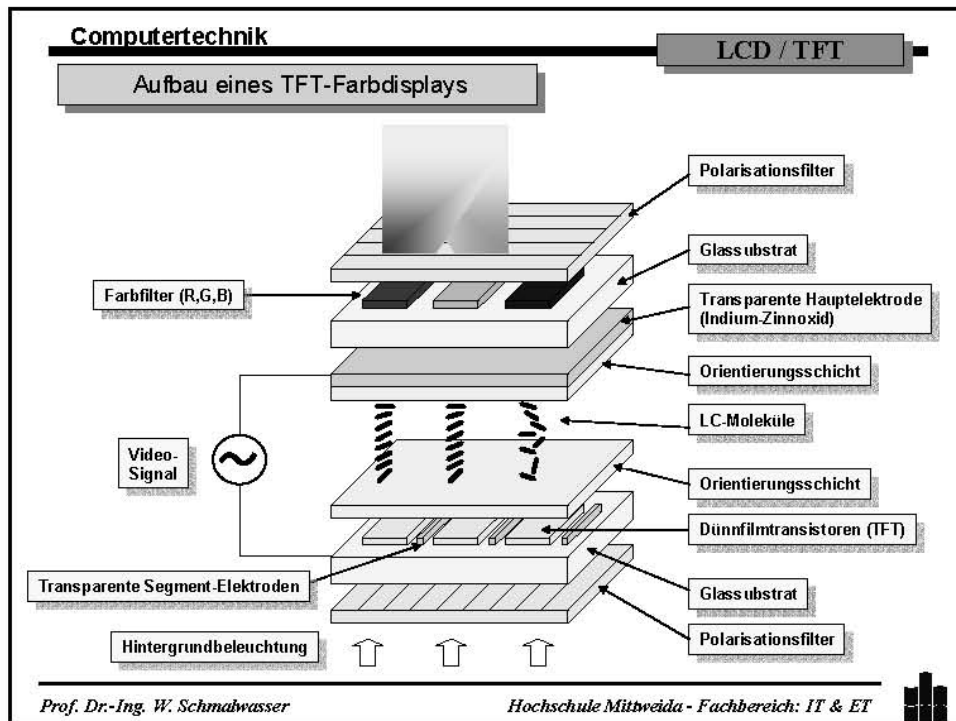 Computertechnik
LCD / TFT
Aufbau eines TFT-Farbdisplays
Polarisationsfilter
Glassubstrat
Farbfilter (R,G,B)
Transparente Hauptelektrode
(Indium-Zinnoxid)
Orientierungsschicht
LC-Moleküle
Video-
Signal
Orientierungsschicht
Dünnfilmtransistoren (TFT)
Transparente Segment-Elektroden
Glassubstrat
Hintergrundbeleuchtung
Polarisationsfilter
Prof. Dr.-Ing. W. Schmalwasser
Hochschule Mittweida - Fachbereich: IT & ET